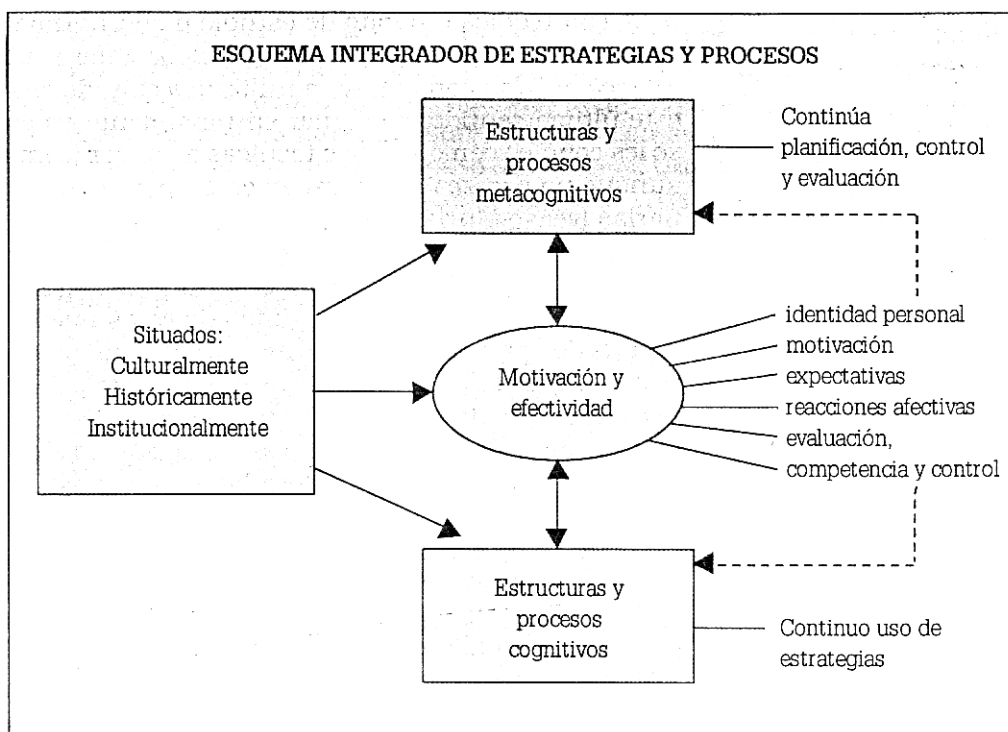 ESQUEMA INTEGRADOR DE ESTRATEGIAS Y PROCESOS
Estructuras y
procesos
metacognitivos
Continúa
planificación, control
y evaluación
Situados:
Culturalmente
Históricamente
Institucionalmente
Motivación y
efectividad
identidad personal
motivación
expectativas
reacciones afectivas
evaluación,
competencia y control
Estructuras y
procesos
cognitivos
Continuo uso de
estrategias